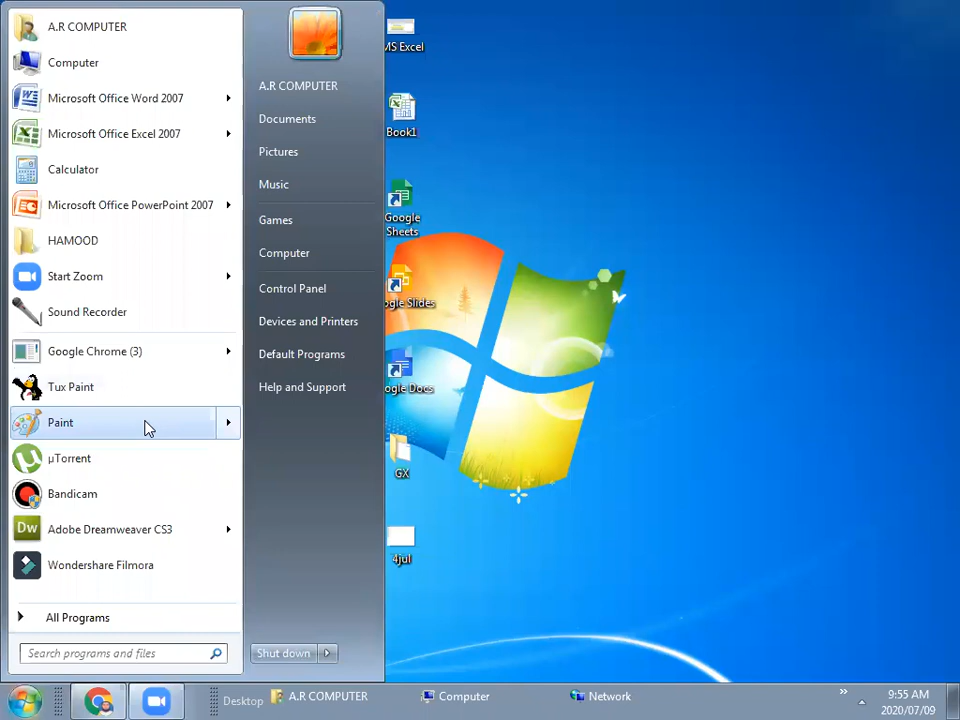 A.R COMPUTER
Computer
Microsoft Office Word 2007
Microsoft Office Excel 2007
Calculator
Microsoft Office PowerPoint 2007
HAMOOD
Start Zoom
Sound Recorder
Google Chrome (3)
Tux Paint
Paint
µTorrent
Bandicam
Dw
Adobe Dreamweaver CS3
Wondershare Filmora
All Programs
Search programs and files
A.R COMPUTER
Documents
Pictures
Music
Games
Computer
Control Panel
Devices and Printers
Default Programs
Help and Support
Shut down
MS Excel
Book1
Google
Sheets
ogle Slides
ogle Docs
GX
4jul
Desktop
A.R COMPUTER
Computer
Network
»
9:55 AM
2020/07/09